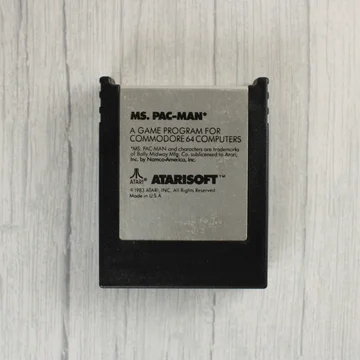 MS. PAC-MAN*
A GAME PROGRAM FOR
COMMODORE 64 COMPUTERS
*MS. PAC-MAN and characters are trademarks
of Bally Midway Mfg. Co. sublicensed to Atari,
Inc. by Namco-America, Inc.
ATARI® ATARISOFT™
©1983 ATARI, INC. All Rights Reserved
Made in U.S.A.